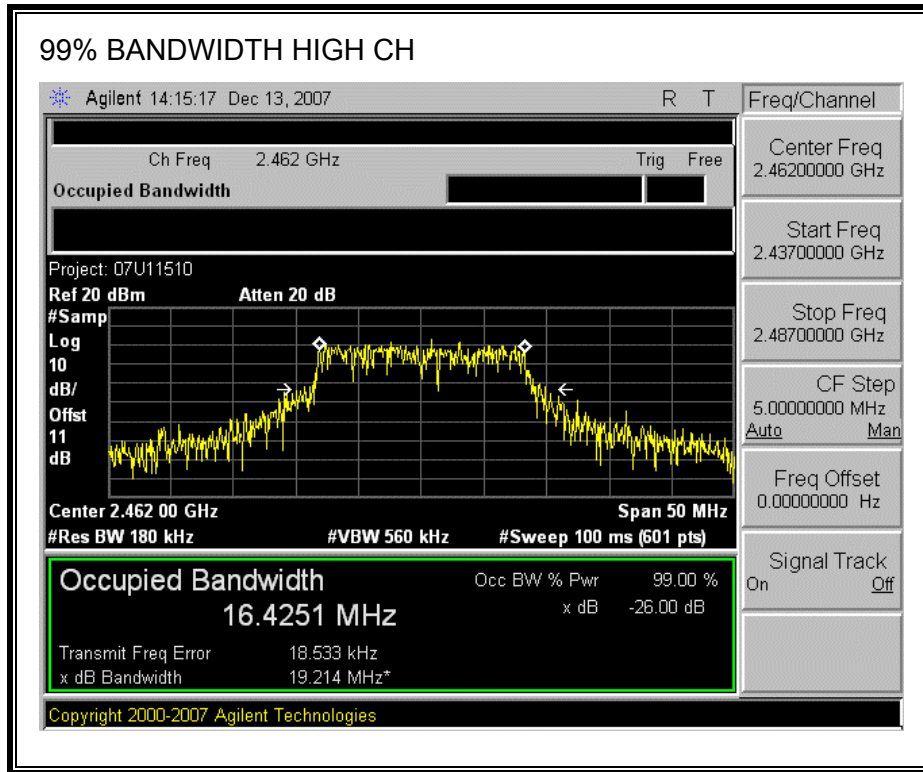 99% BANDWIDTH HIGH CH
Agilent 14:15:17 Dec 13, 2007 R T
Freq/Channel
Ch Freq 2.462 GHz Trig Free
Occupied Bandwidth
Center Freq
2.46200000 GHz
Start Freq
2.43700000 GHz
Stop Freq
2.48700000 GHz
CF Step
5.00000000 MHz
Auto Man
Freq Offset
0.00000000 Hz
Signal Track
On Off
Project: 07U11510
Ref 20 dBm Atten 20 dB
#Samp
Log
10
dB/
Offst
11
dB
Center 2.462 00 GHz Span 50 MHz
#Res BW 180 kHz #VBW 560 kHz #Sweep 100 ms (601 pts)
Occupied Bandwidth
16.4251 MHz
Occ BW % Pwr 99.00 %
x dB -26.00 dB
Transmit Freq Error 18.533 kHz
x dB Bandwidth 19.214 MHz*
Copyright 2000-2007 Agilent Technologies